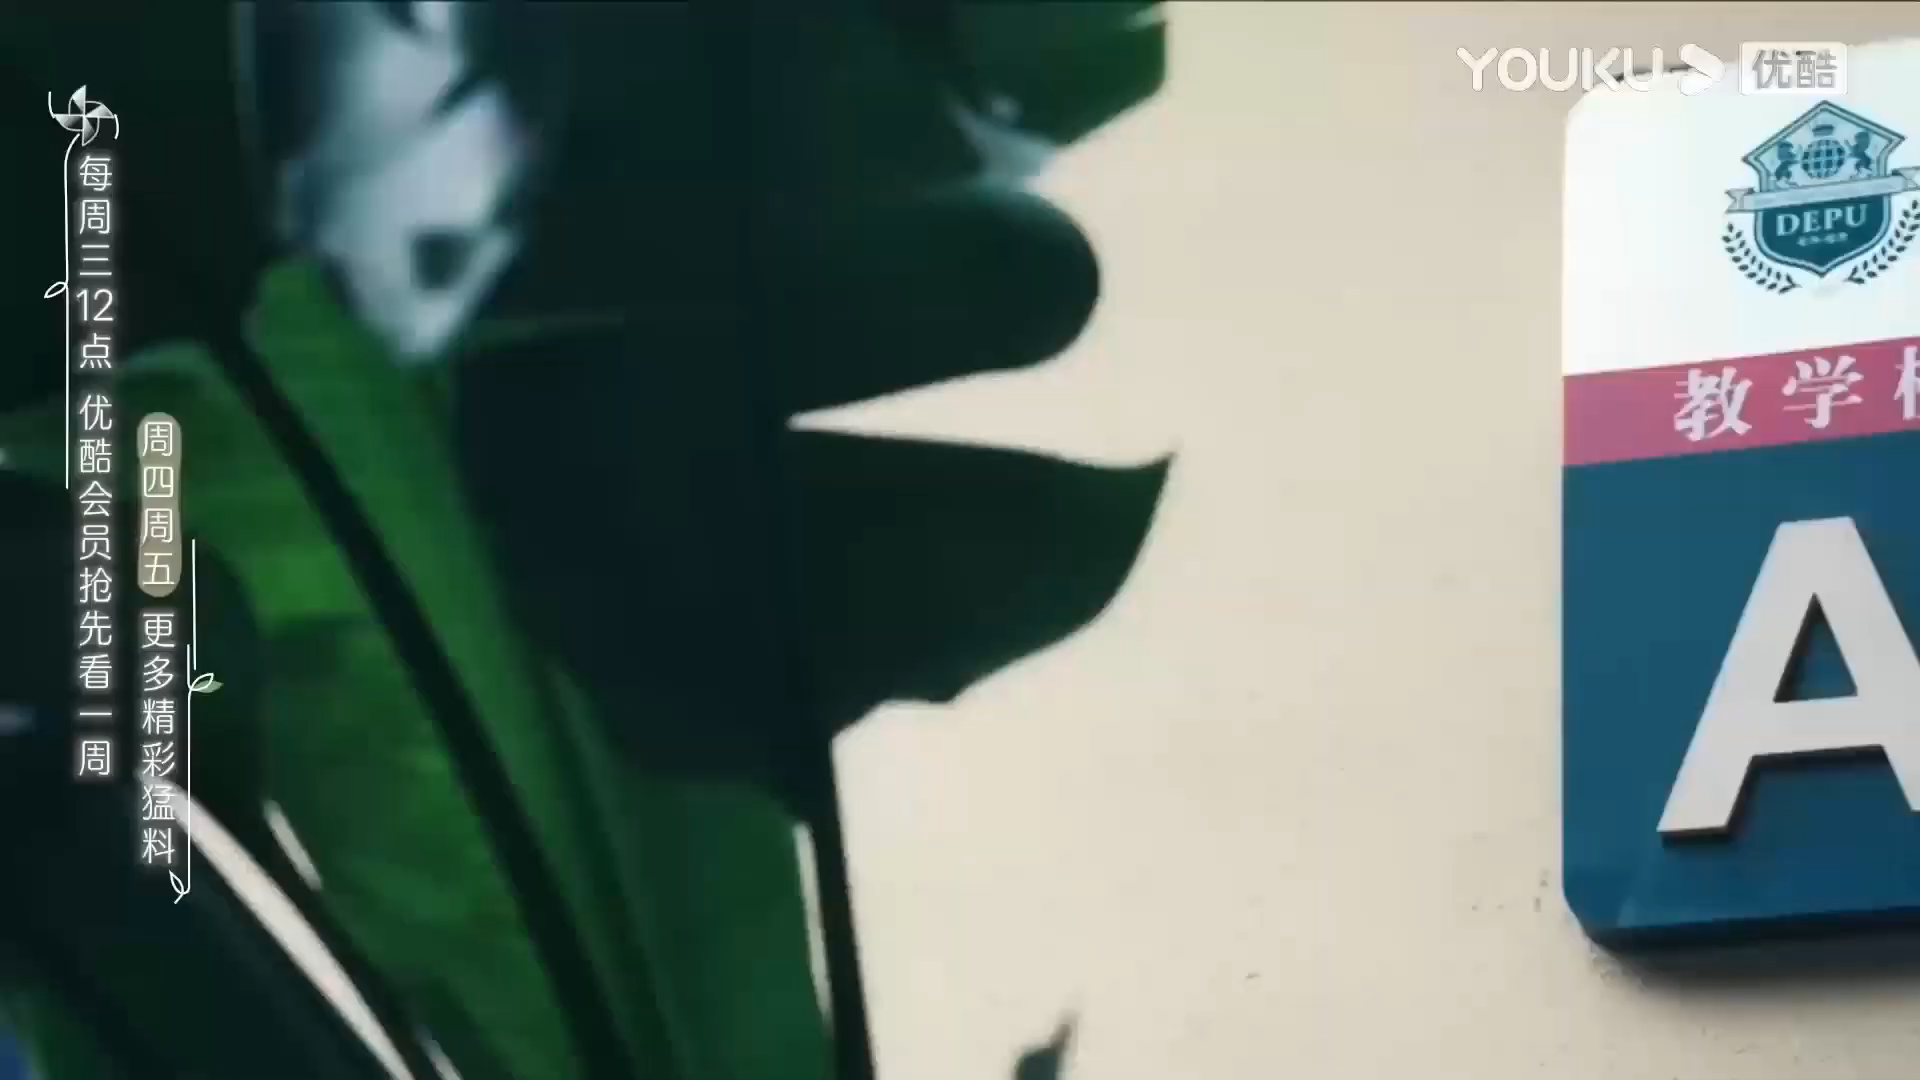 每周三12点 优酷会员抢先看一周
周四周五 更多精彩猛料
YOUKU 优酷
DEPU
教学
A